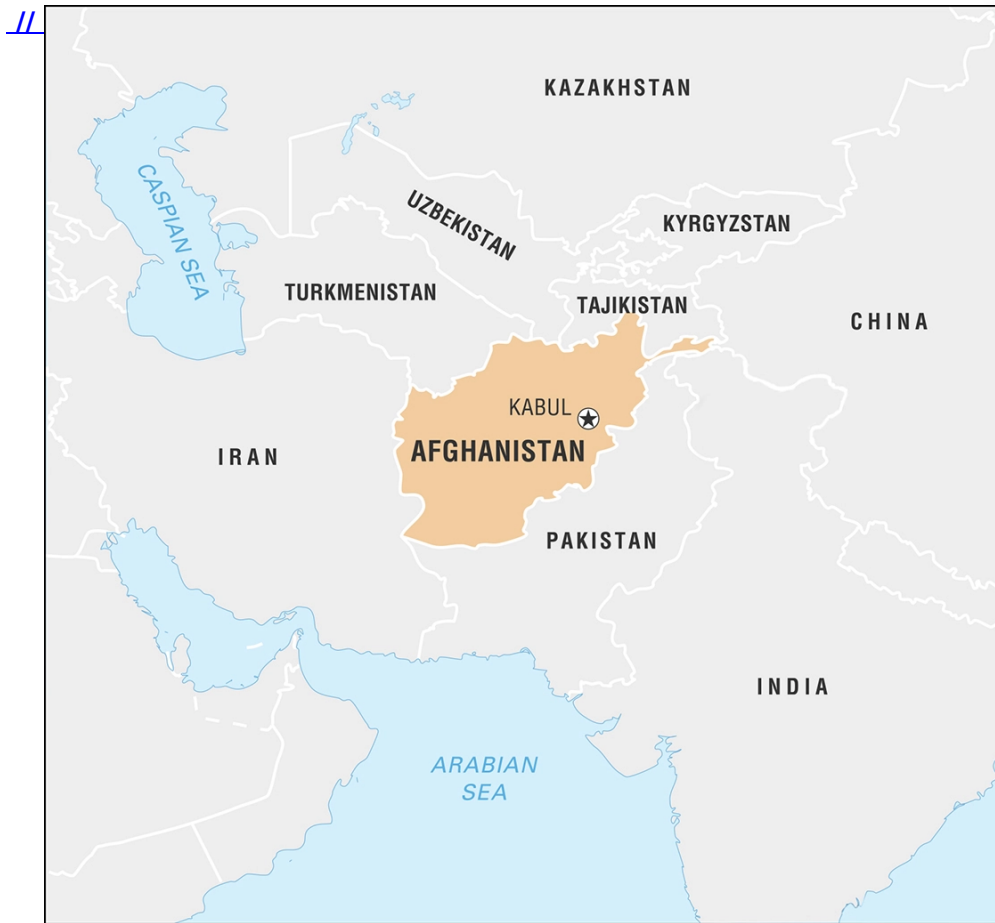 //
KAZAKHSTAN
CASPIAN SEA
UZBEKISTAN
KYRGYZSTAN
TURKMENISTAN
TAJIKISTAN
CHINA
KABUL
AFGHANISTAN
IRAN
PAKISTAN
INDIA
ARABIAN
SEA